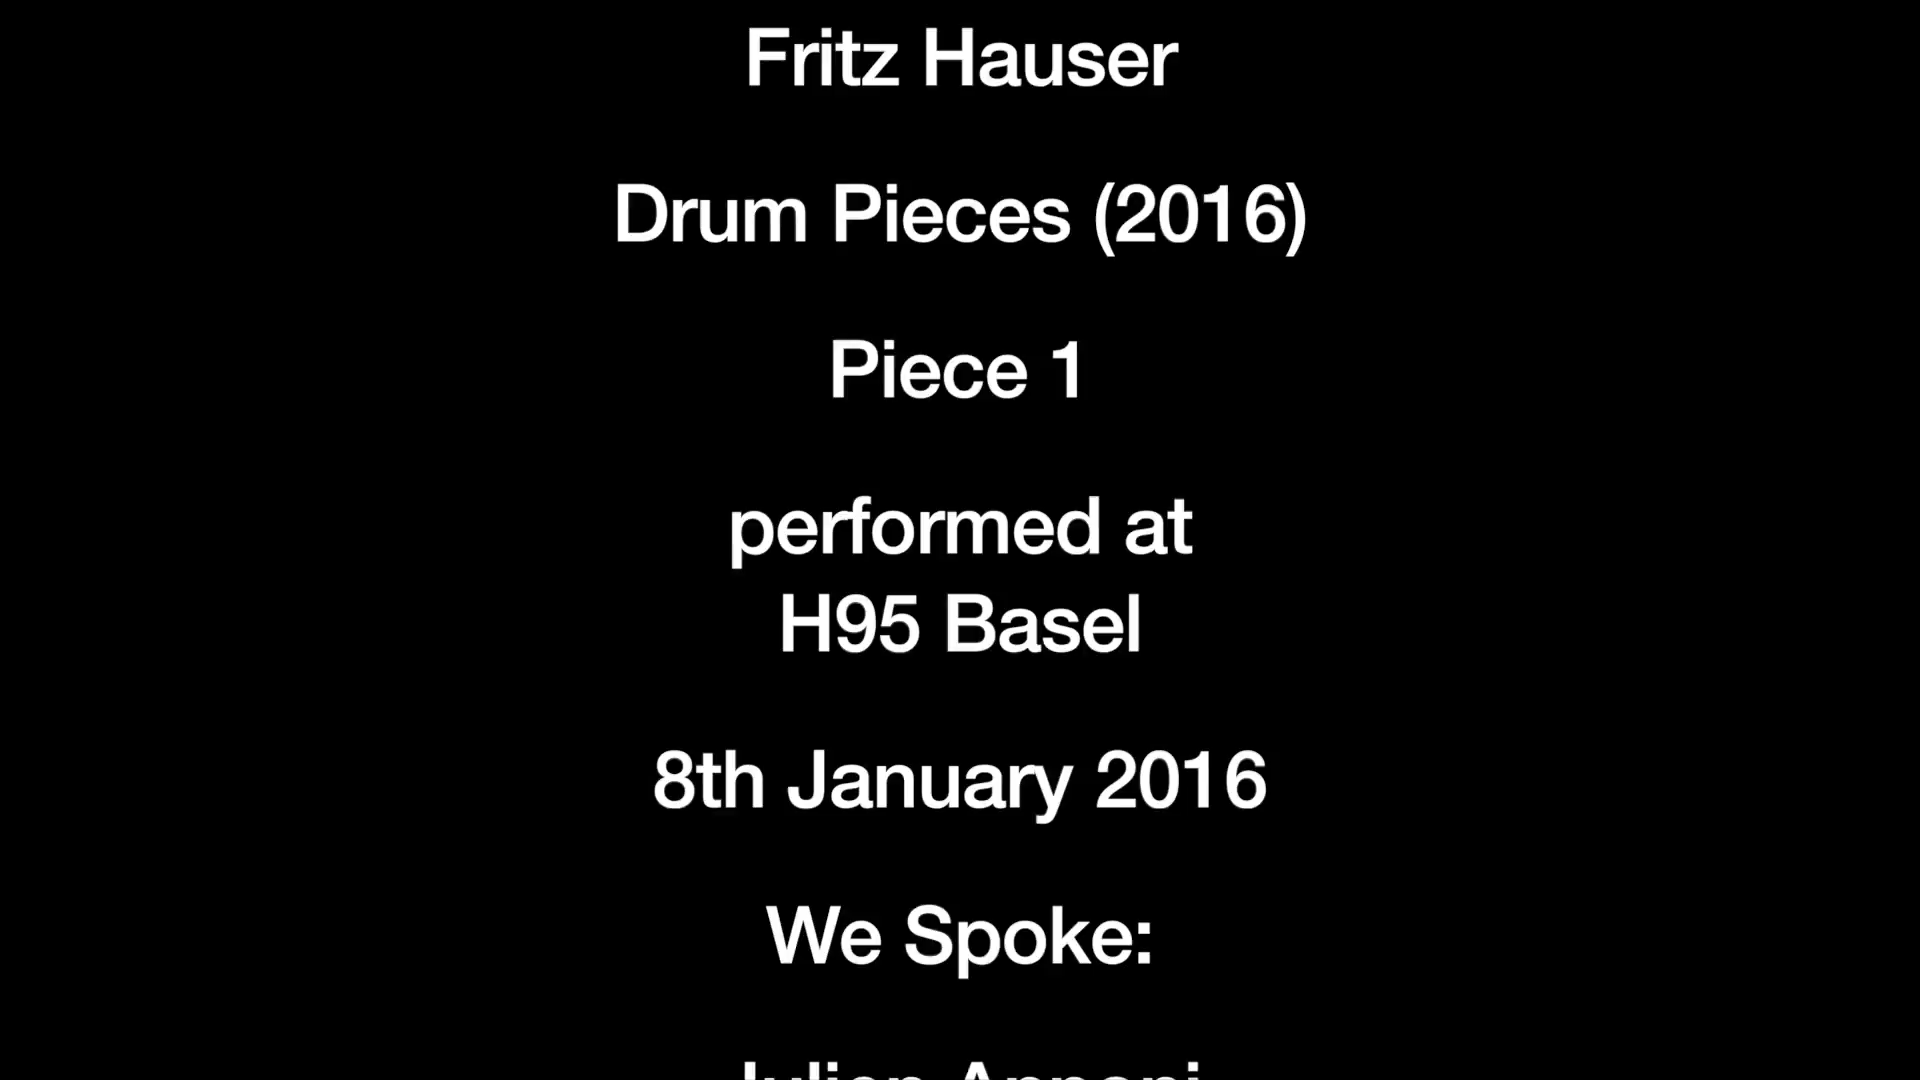 Fritz Hauser
Drum Pieces (2016)
Piece 1
performed at
H95 Basel
8th January 2016
We Spoke: